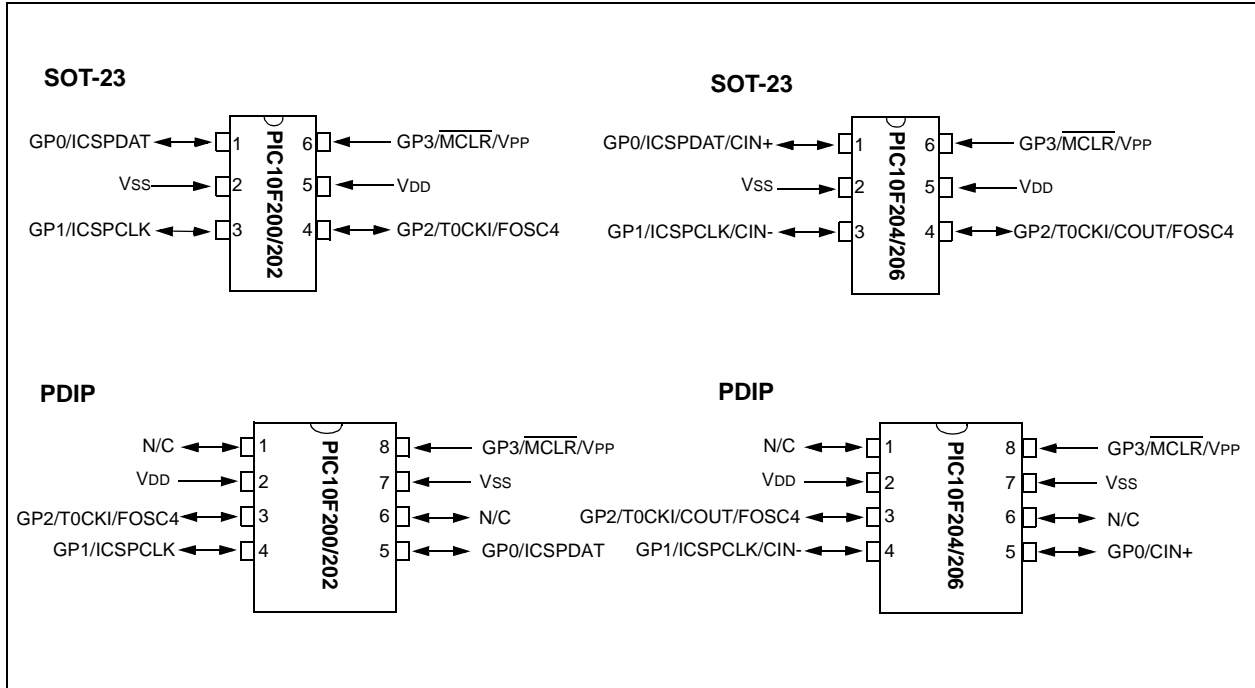 SOT-23
GP0/ICSPDAT 1 6 GP3/MCLR/VPP
VSS 2 5 VDD
GP1/ICSPCLK 3 4 GP2/T0CKI/FOSC4
PIC10F200/202
SOT-23
GP0/ICSPDAT/CIN+ 1 6 GP3/MCLR/VPP
VSS 2 5 VDD
GP1/ICSPCLK/CIN- 3 4 GP2/T0CKI/COUT/FOSC4
PIC10F204/206
PDIP
N/C 1 8 GP3/MCLR/VPP
VDD 2 7 VSS
GP2/T0CKI/FOSC4 3 6 N/C
GP1/ICSPCLK 4 5 GP0/ICSPDAT
PIC10F200/202
PDIP
N/C 1 8 GP3/MCLR/VPP
VDD 2 7 VSS
GP2/T0CKI/COUT/FOSC4 3 6 N/C
GP1/ICSPCLK/CIN- 4 5 GP0/CIN+
PIC10F204/206